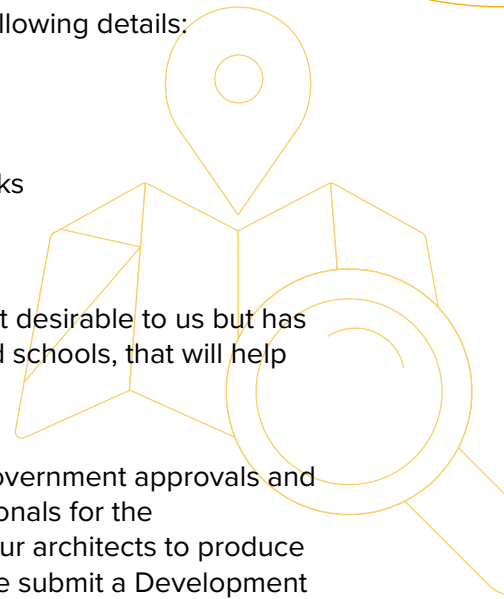 llowing details:
ks
t desirable to us but has
d schools, that will help
overnment approvals and
onals for the
ur architects to produce
e submit a Development